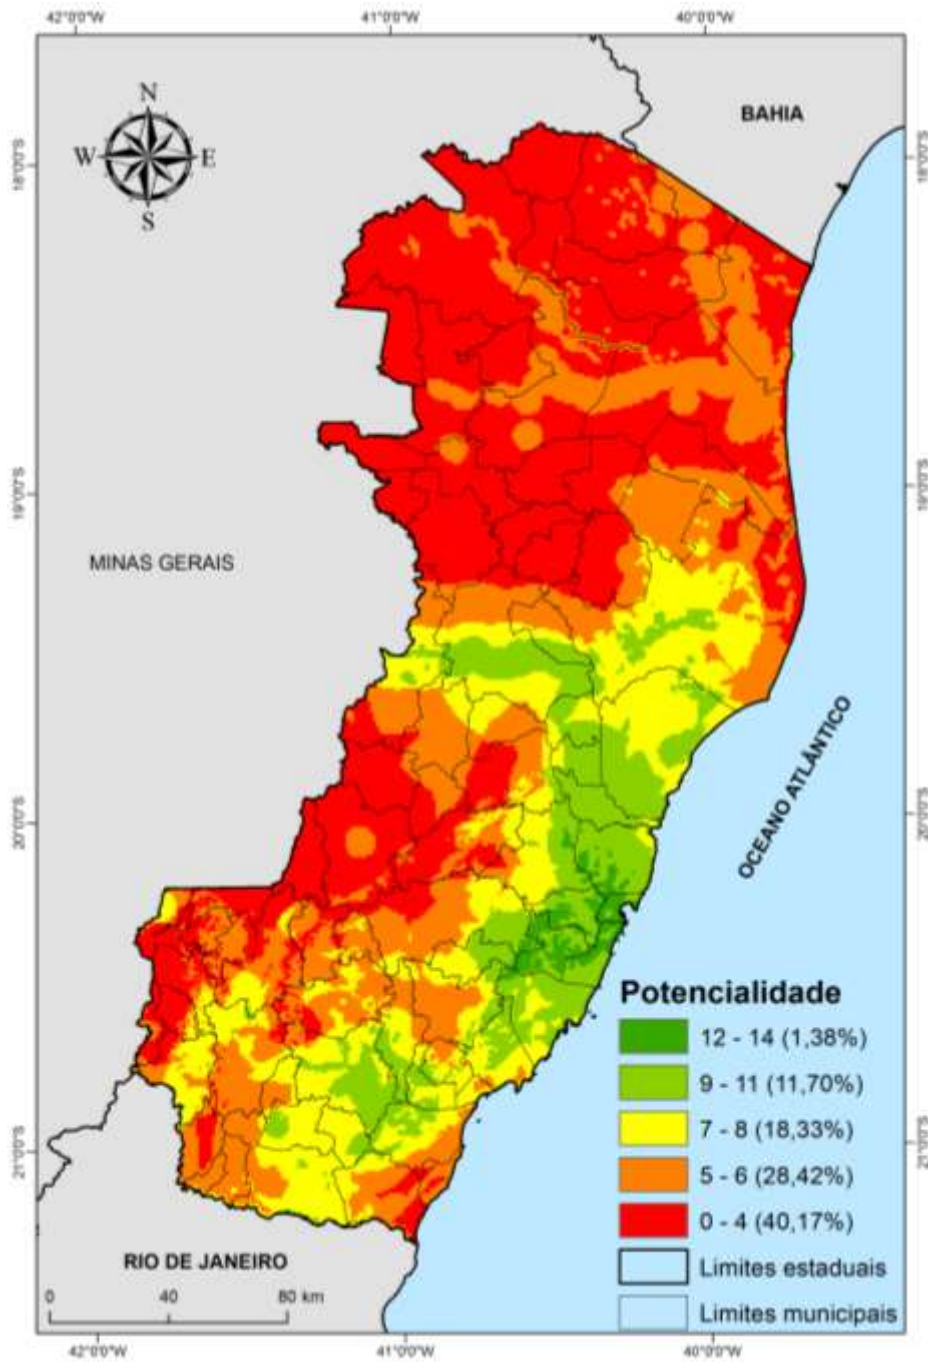 42°0'0"W 41°0'0"W 40°0'0"W
N
W E
S
BAHIA
18°0'0"S 18°0'0"S
19°0'0"S 19°0'0"S
MINAS GERAIS
OCEANO ATLÂNTICO
20°0'0"S 20°0'0"S
Potencialidade
12 - 14 (1,38%)
9 - 11 (11,70%)
7 - 8 (18,33%)
5 - 6 (28,42%)
0 - 4 (40,17%)
Limites estaduais
Limites municipais
21°0'0"S 21°0'0"S
RIO DE JANEIRO
0 40 80 km
42°0'0"W 41°0'0"W 40°0'0"W